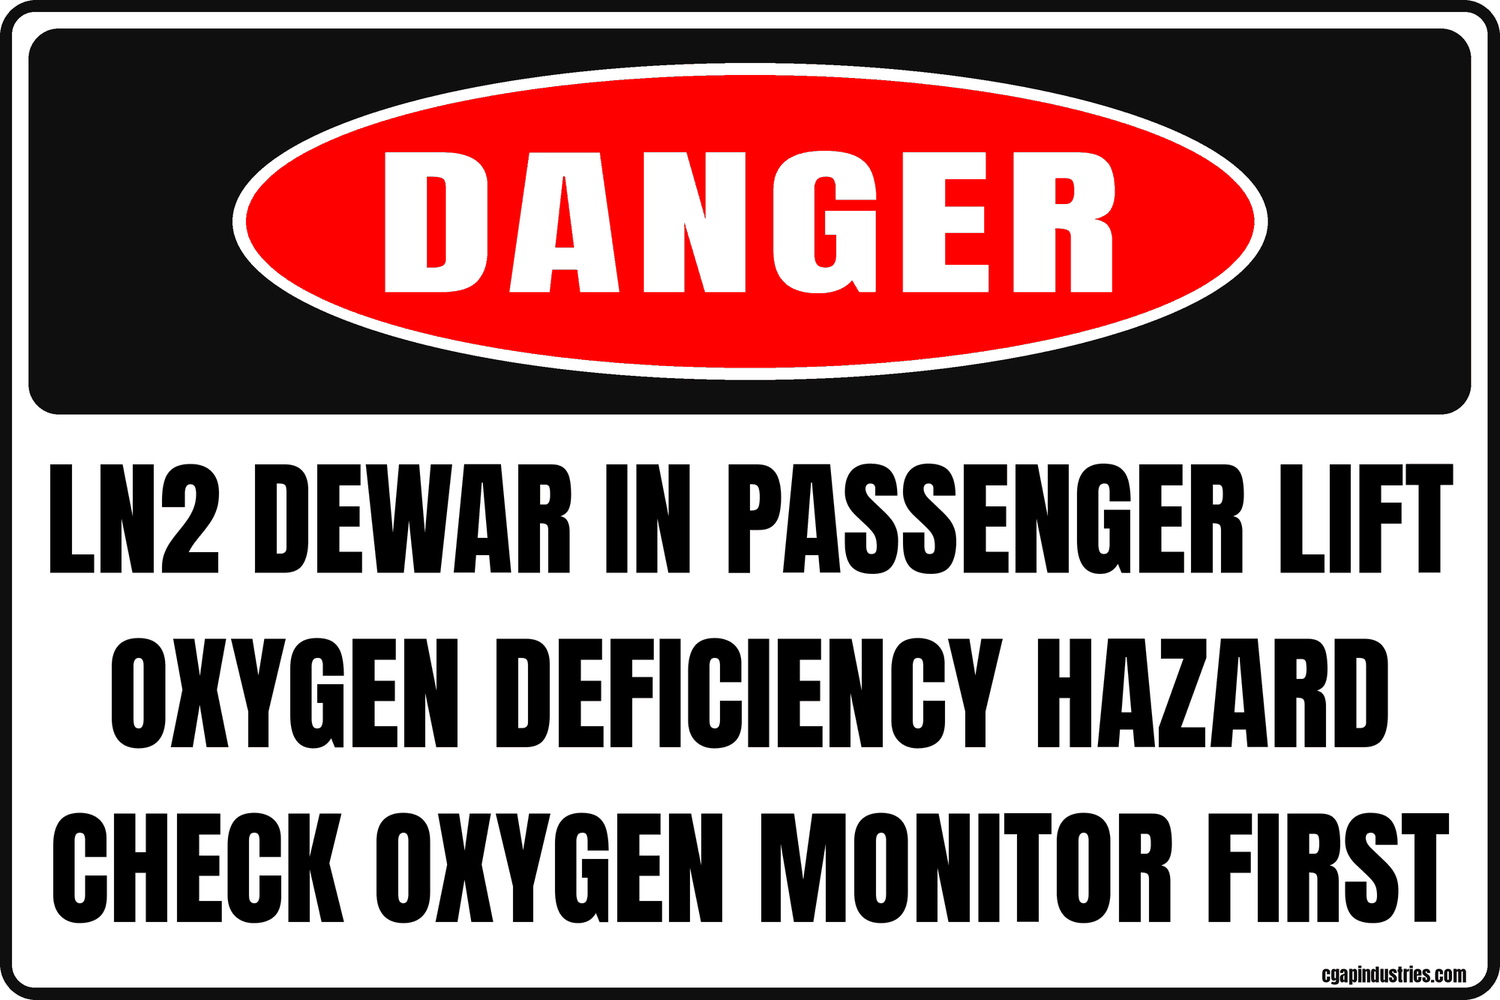 DANGER
LN2 DEWAR IN PASSENGER LIFT
OXYGEN DEFICIENCY HAZARD
CHECK OXYGEN MONITOR FIRST
cgapindustries.com